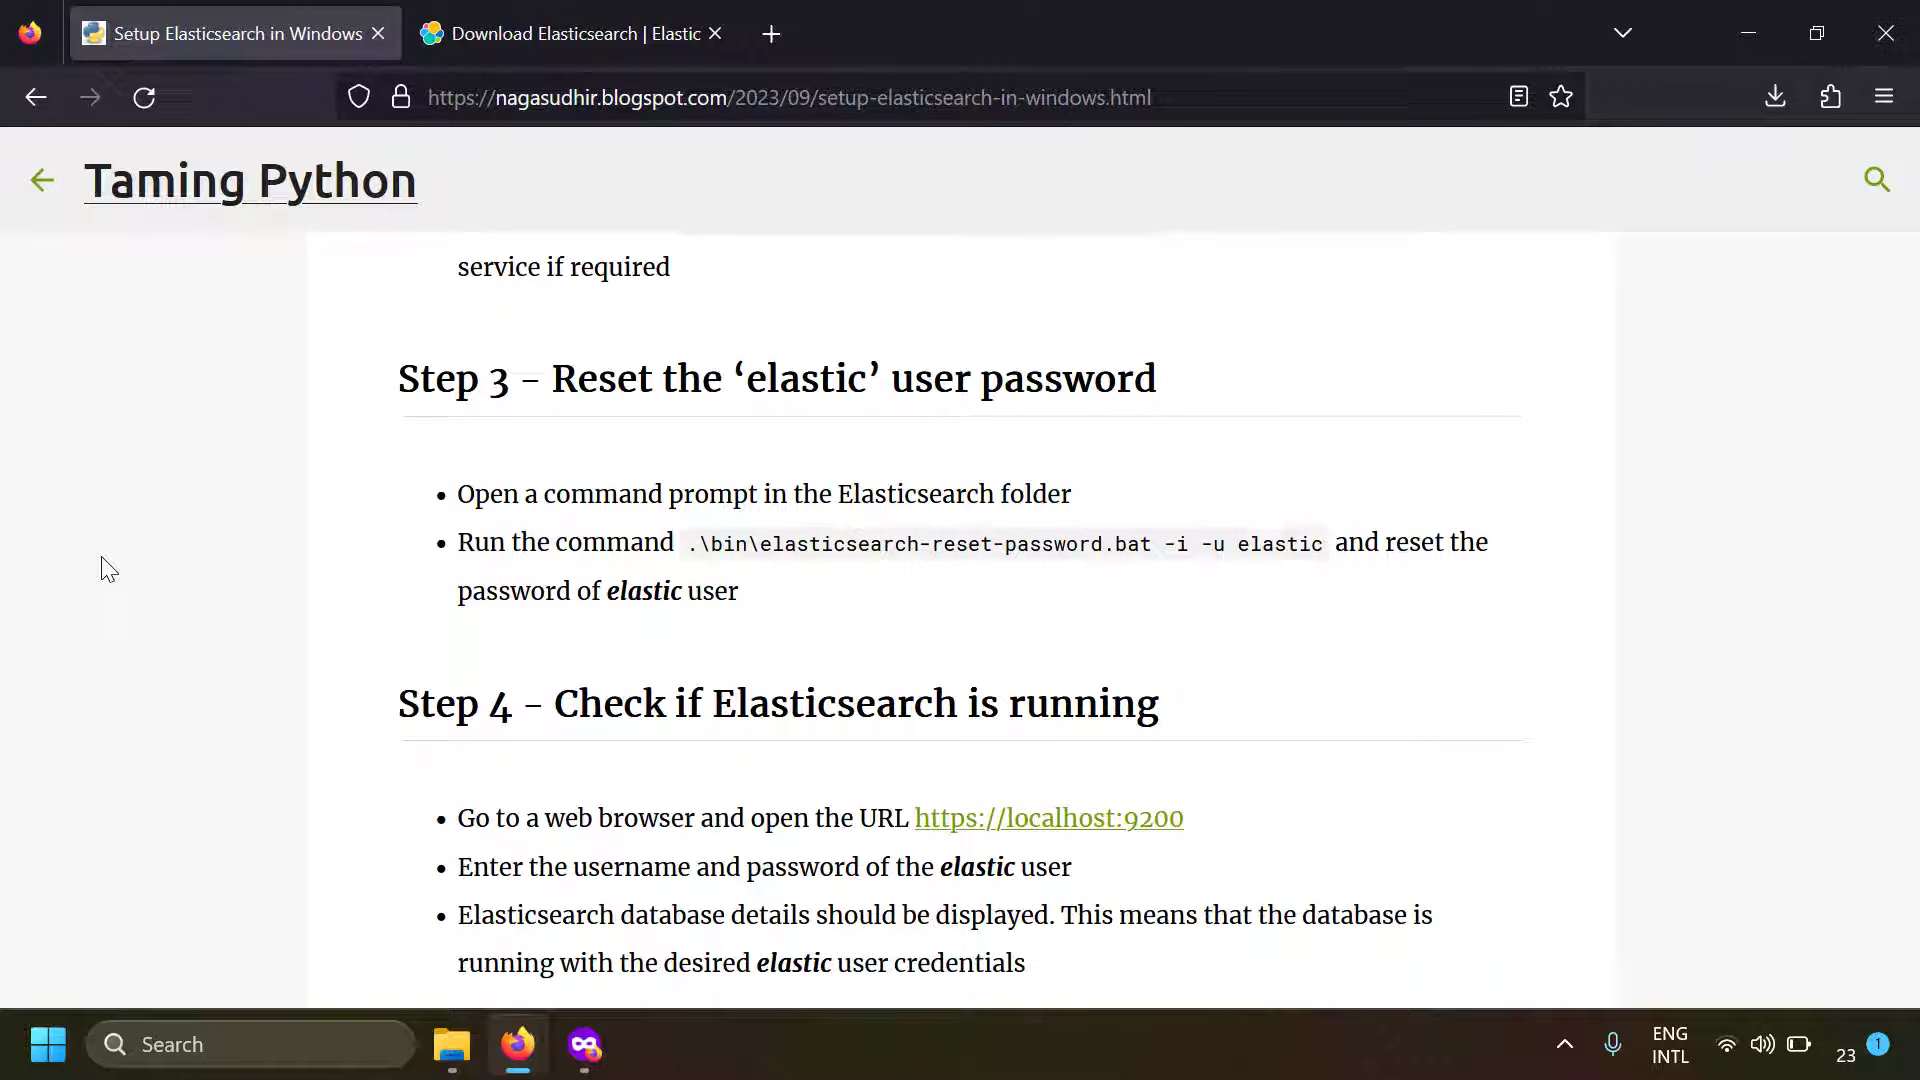 Setup Elasticsearch in Windows
Download Elasticsearch | Elastic
https://nagasudhir.blogspot.com/2023/09/setup-elasticsearch-in-windows.html
Taming Python
service if required
Step 3 - Reset the ‘elastic’ user password
• Open a command prompt in the Elasticsearch folder
• Run the command .\bin\elasticsearch-reset-password.bat -i -u elastic and reset the
password of elastic user
Step 4 - Check if Elasticsearch is running
• Go to a web browser and open the URL https://localhost:9200
• Enter the username and password of the elastic user
• Elasticsearch database details should be displayed. This means that the database is
running with the desired elastic user credentials
Search
ENG
INTL
23
1